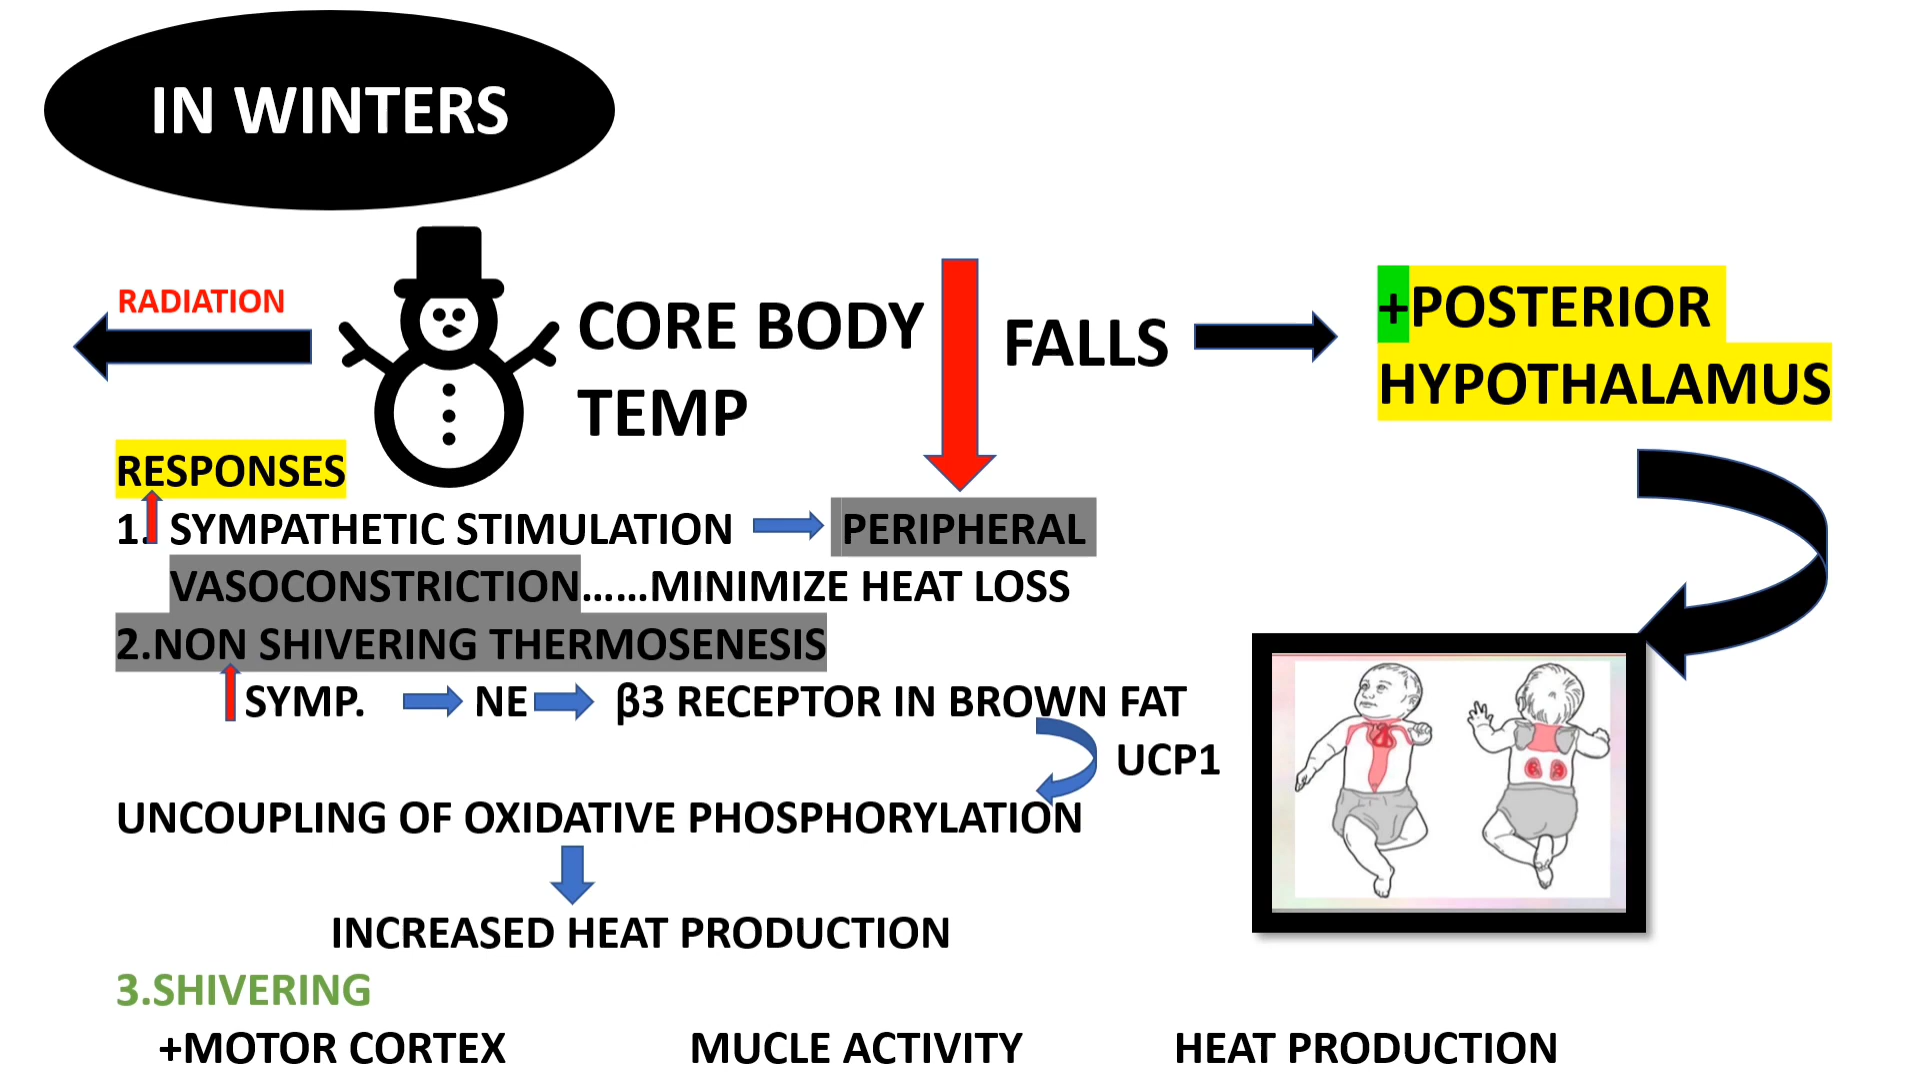 IN WINTERS
RADIATION
CORE BODY
TEMP
FALLS
+POSTERIOR
HYPOTHALAMUS
RESPONSES
1. SYMPATHETIC STIMULATION PERIPHERAL
VASOCONSTRICTION......MINIMIZE HEAT LOSS
2.NON SHIVERING THERMOSENESIS
SYMP. NE β3 RECEPTOR IN BROWN FAT
UCP1
UNCOUPLING OF OXIDATIVE PHOSPHORYLATION
INCREASED HEAT PRODUCTION
3.SHIVERING
+MOTOR CORTEX MUCLE ACTIVITY HEAT PRODUCTION